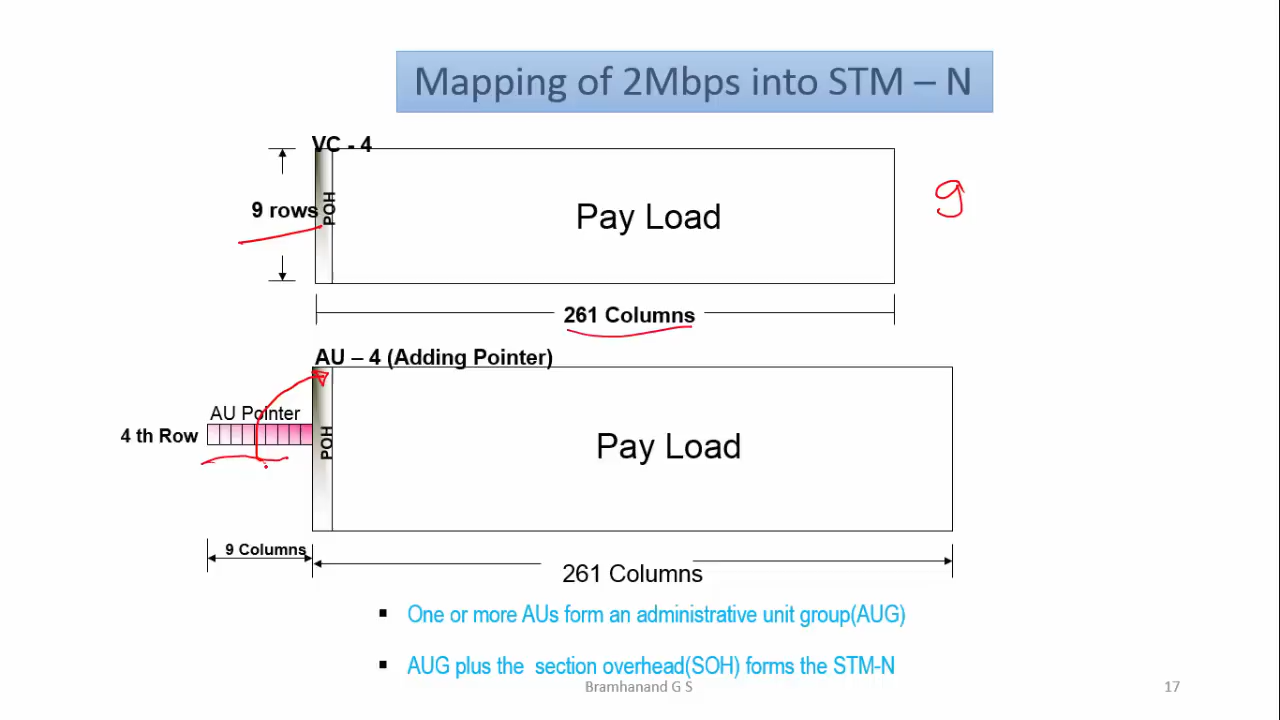 Mapping of 2Mbps into STM – N
VC - 4
9 rows
POH
Pay Load
9
261 Columns
AU – 4 (Adding Pointer)
AU Pointer
4 th Row
POH
Pay Load
9 Columns
261 Columns
▪ One or more AUs form an administrative unit group(AUG)
▪ AUG plus the section overhead(SOH) forms the STM-N
Bramhanand G S
17